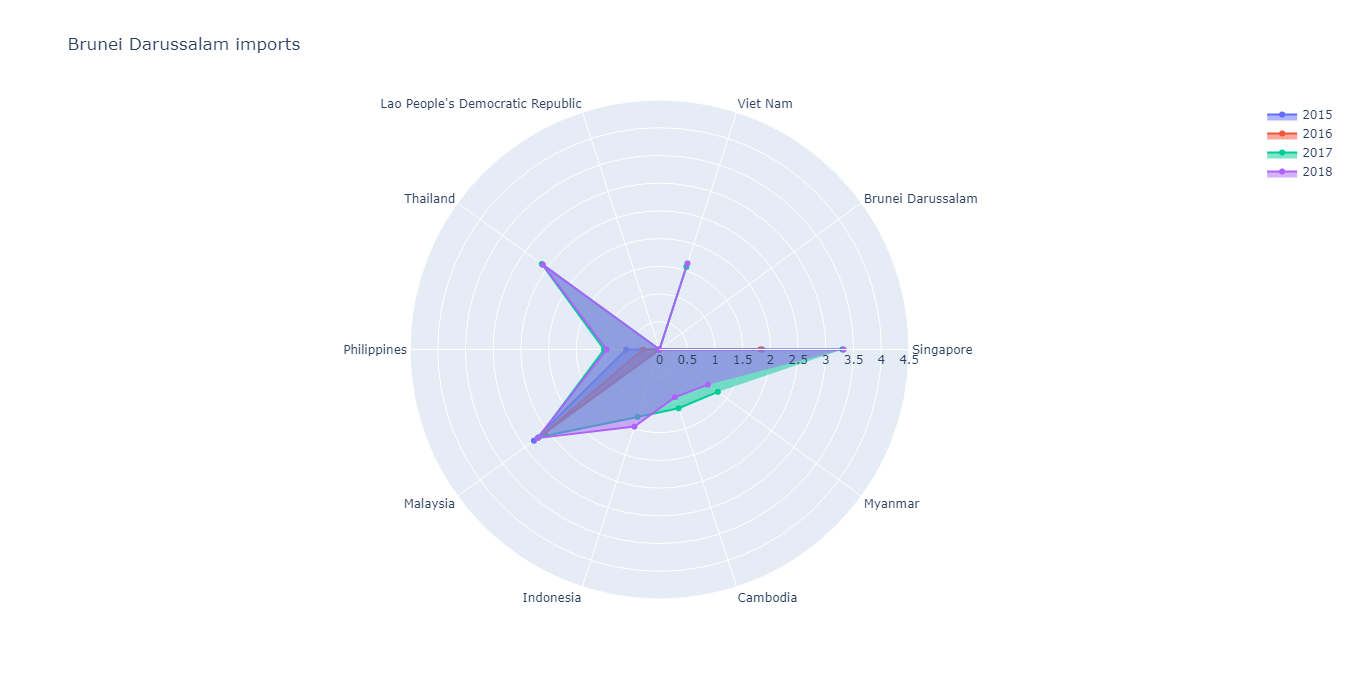 Brunei Darussalam imports
Lao People's Democratic Republic
Viet Nam
2015
2016
2017
2018
Thailand
Brunei Darussalam
Philippines
Singapore
0 0.5 1 1.5 2 2.5 3 3.5 4 4.5
Malaysia
Myanmar
Indonesia
Cambodia